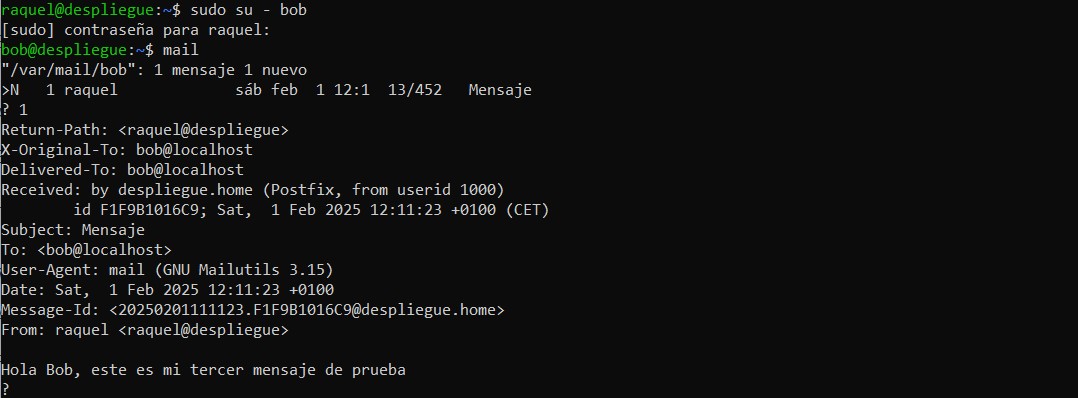 raquel@despliegue:~$ sudo su - bob
[sudo] contraseña para raquel:
bob@despliegue:~$ mail
"/var/mail/bob": 1 mensaje 1 nuevo
>N   1 raquel             sáb feb  1 12:1  13/452   Mensaje
? 1
Return-Path: <raquel@despliegue>
X-Original-To: bob@localhost
Delivered-To: bob@localhost
Received: by despliegue.home (Postfix, from userid 1000)
        id F1F9B1016C9; Sat,  1 Feb 2025 12:11:23 +0100 (CET)
Subject: Mensaje
To: <bob@localhost>
User-Agent: mail (GNU Mailutils 3.15)
Date: Sat,  1 Feb 2025 12:11:23 +0100
Message-Id: <20250201111123.F1F9B1016C9@despliegue.home>
From: raquel <raquel@despliegue>

Hola Bob, este es mi tercer mensaje de prueba
?